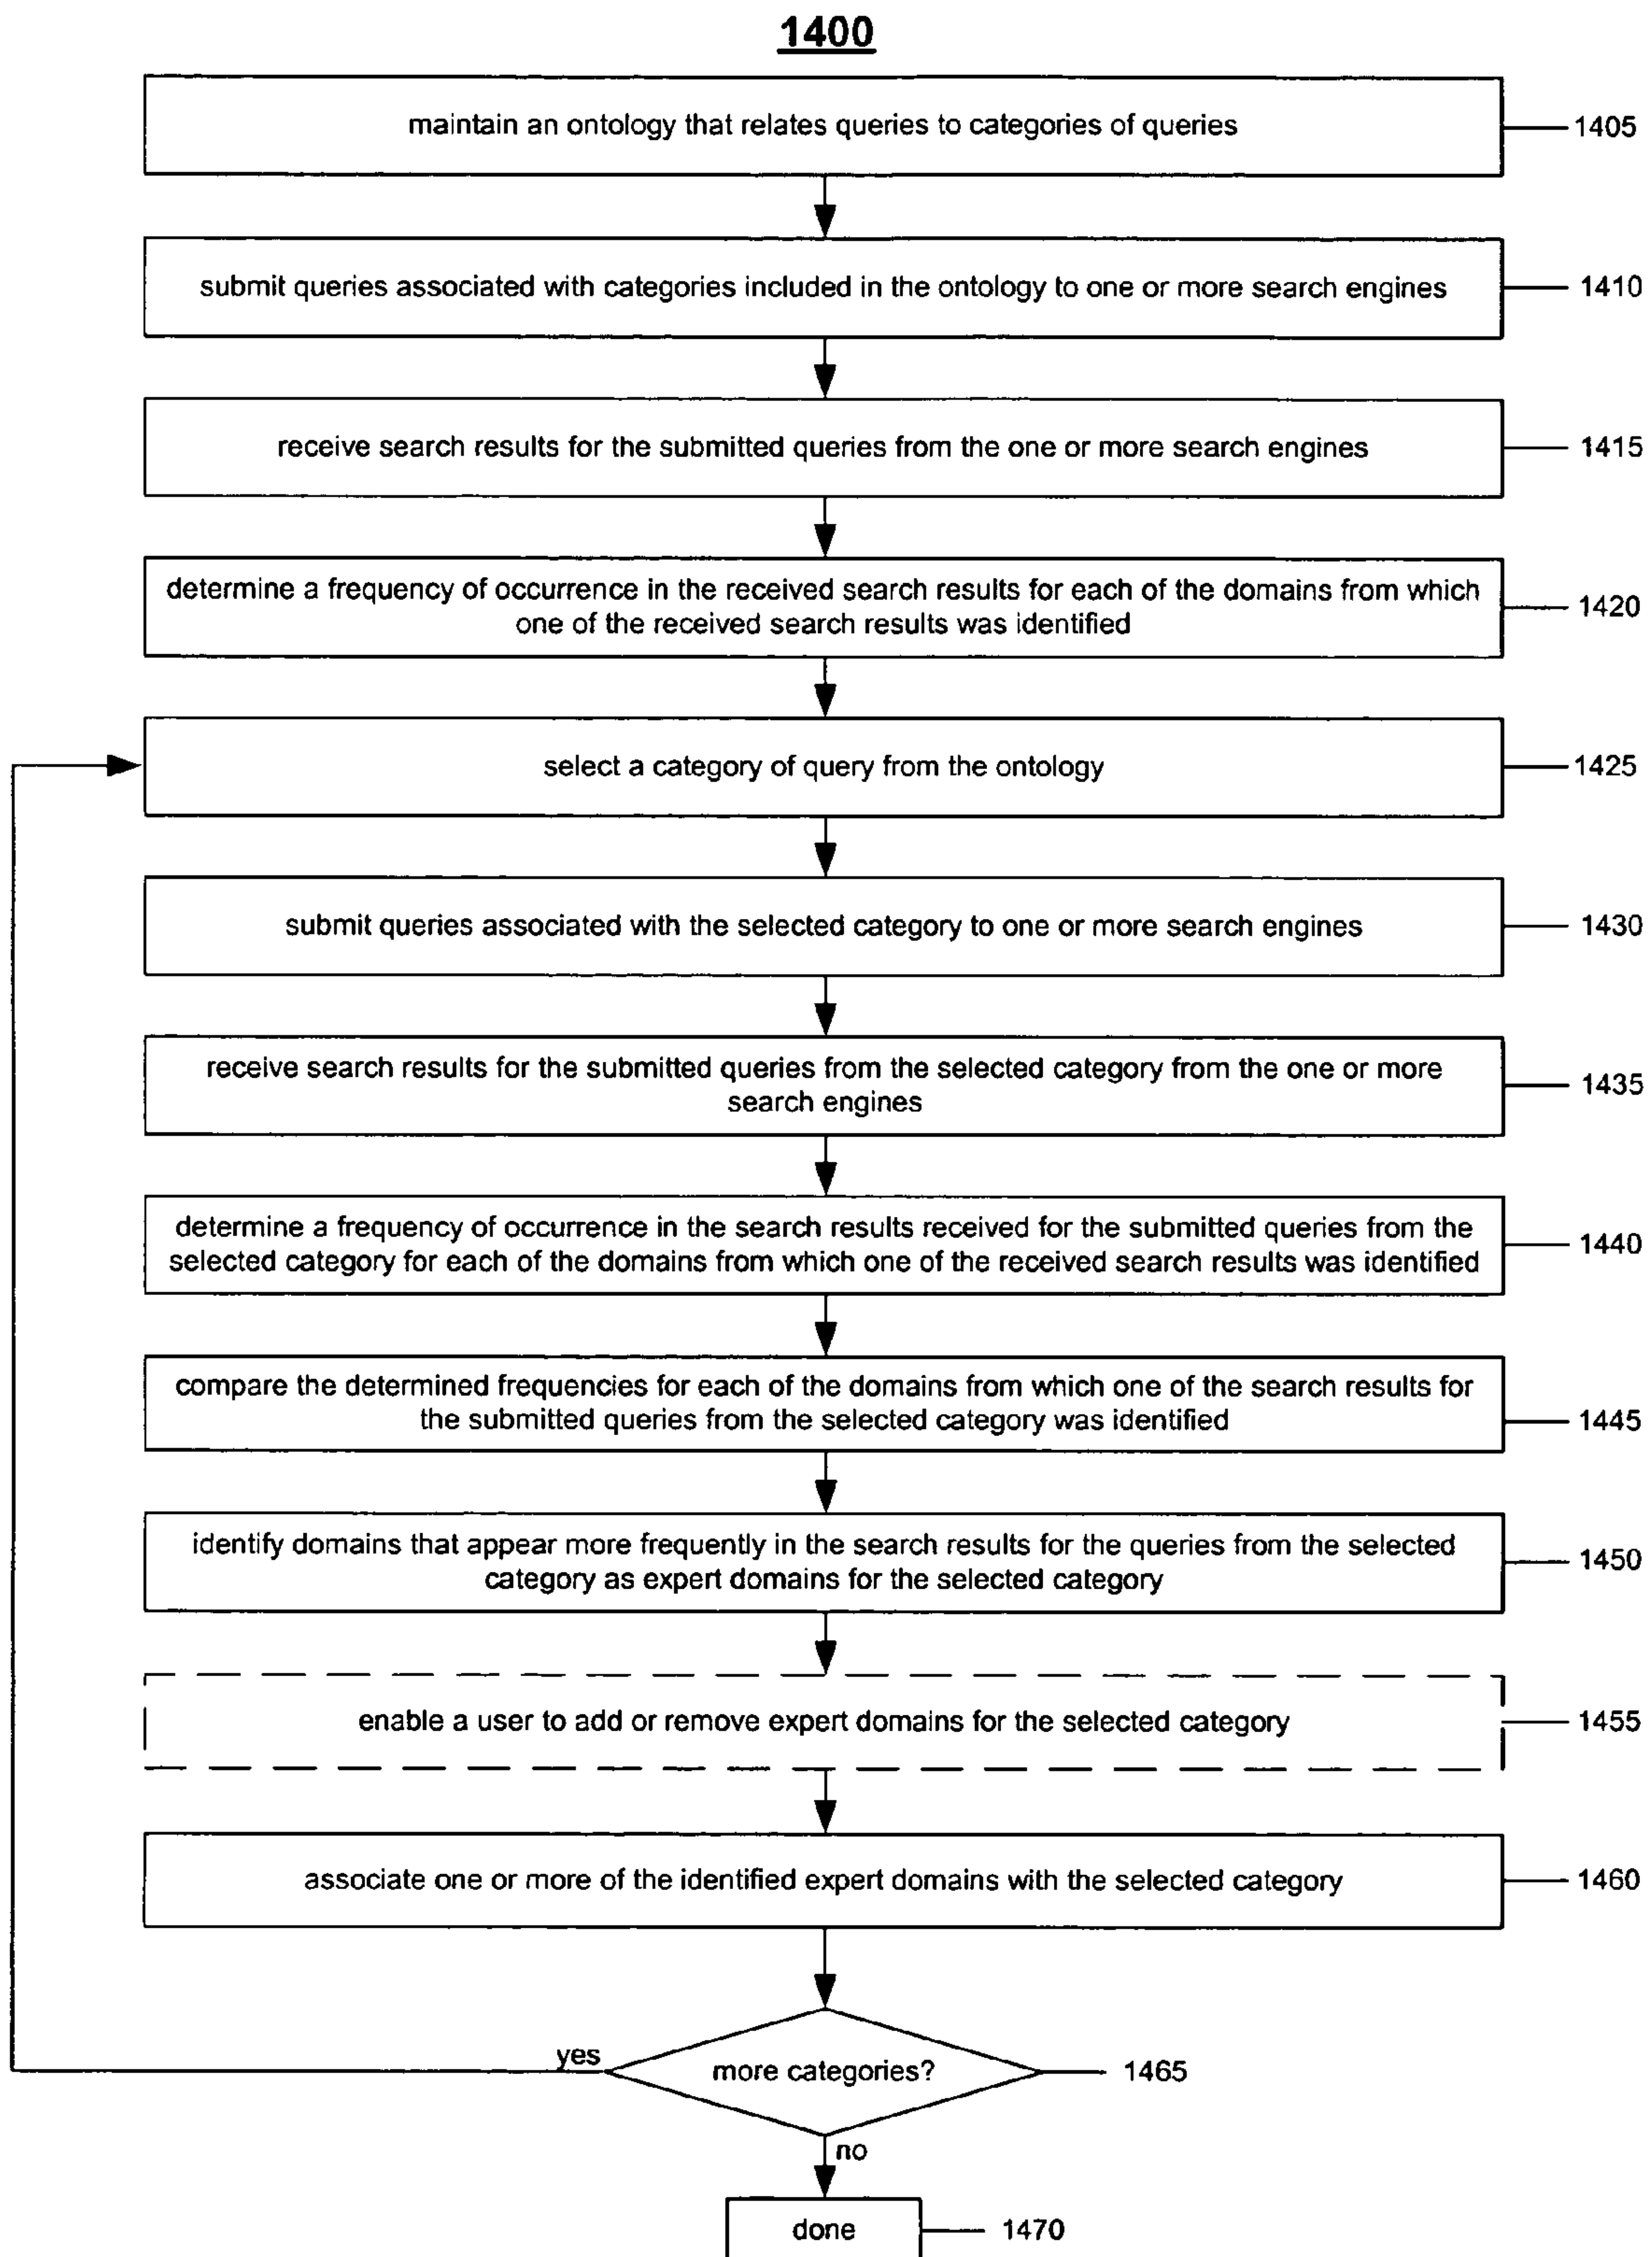 1400
maintain an ontology that relates queries to categories of queries
1405
submit queries associated with categories included in the ontology to one or more search engines
1410
receive search results for the submitted queries from the one or more search engines
1415
determine a frequency of occurrence in the received search results for each of the domains from which
one of the received search results was identified
1420
select a category of query from the ontology
1425
submit queries associated with the selected category to one or more search engines
1430
receive search results for the submitted queries from the selected category from the one or more
search engines
1435
determine a frequency of occurrence in the search results received for the submitted queries from the
selected category for each of the domains from which one of the received search results was identified
1440
compare the determined frequencies for each of the domains from which one of the search results for
the submitted queries from the selected category was identified
1445
identify domains that appear more frequently in the search results for the queries from the selected
category as expert domains for the selected category
1450
enable a user to add or remove expert domains for the selected category
1455
associate one or more of the identified expert domains with the selected category
1460
yes
more categories?
1465
no
done
1470